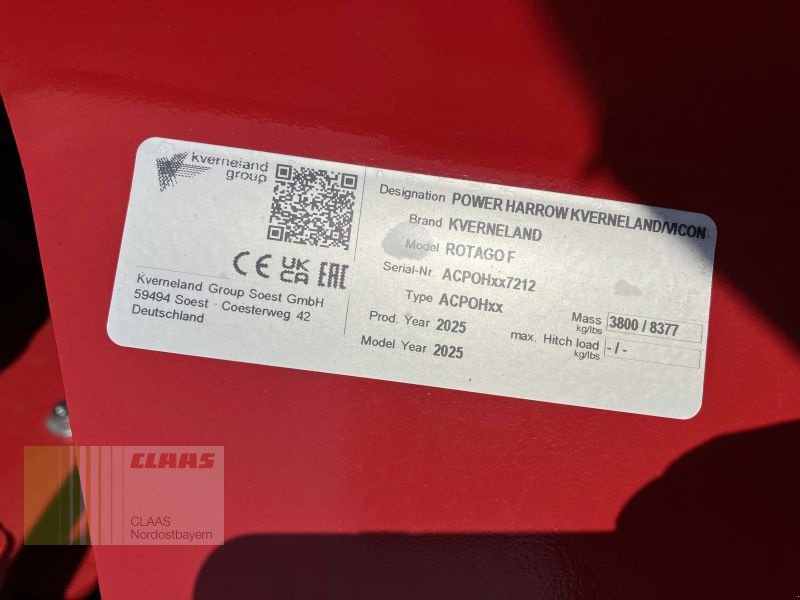 kverneland
group
CE UK CA EAC
Kverneland Group Soest GmbH
59494 Soest · Coesterweg 42
Deutschland
Designation POWER HARROW KVERNELAND/VICON
Brand KVERNELAND
Model ROTAGO F
Serial-Nr. ACPOHxx7212
Type ACPOHxx
Prod. Year 2025
Model Year 2025
Mass kg/lbs 3800 / 8377
max. Hitch load kg/lbs - / -
CLAAS
CLAAS
Nordostbayern